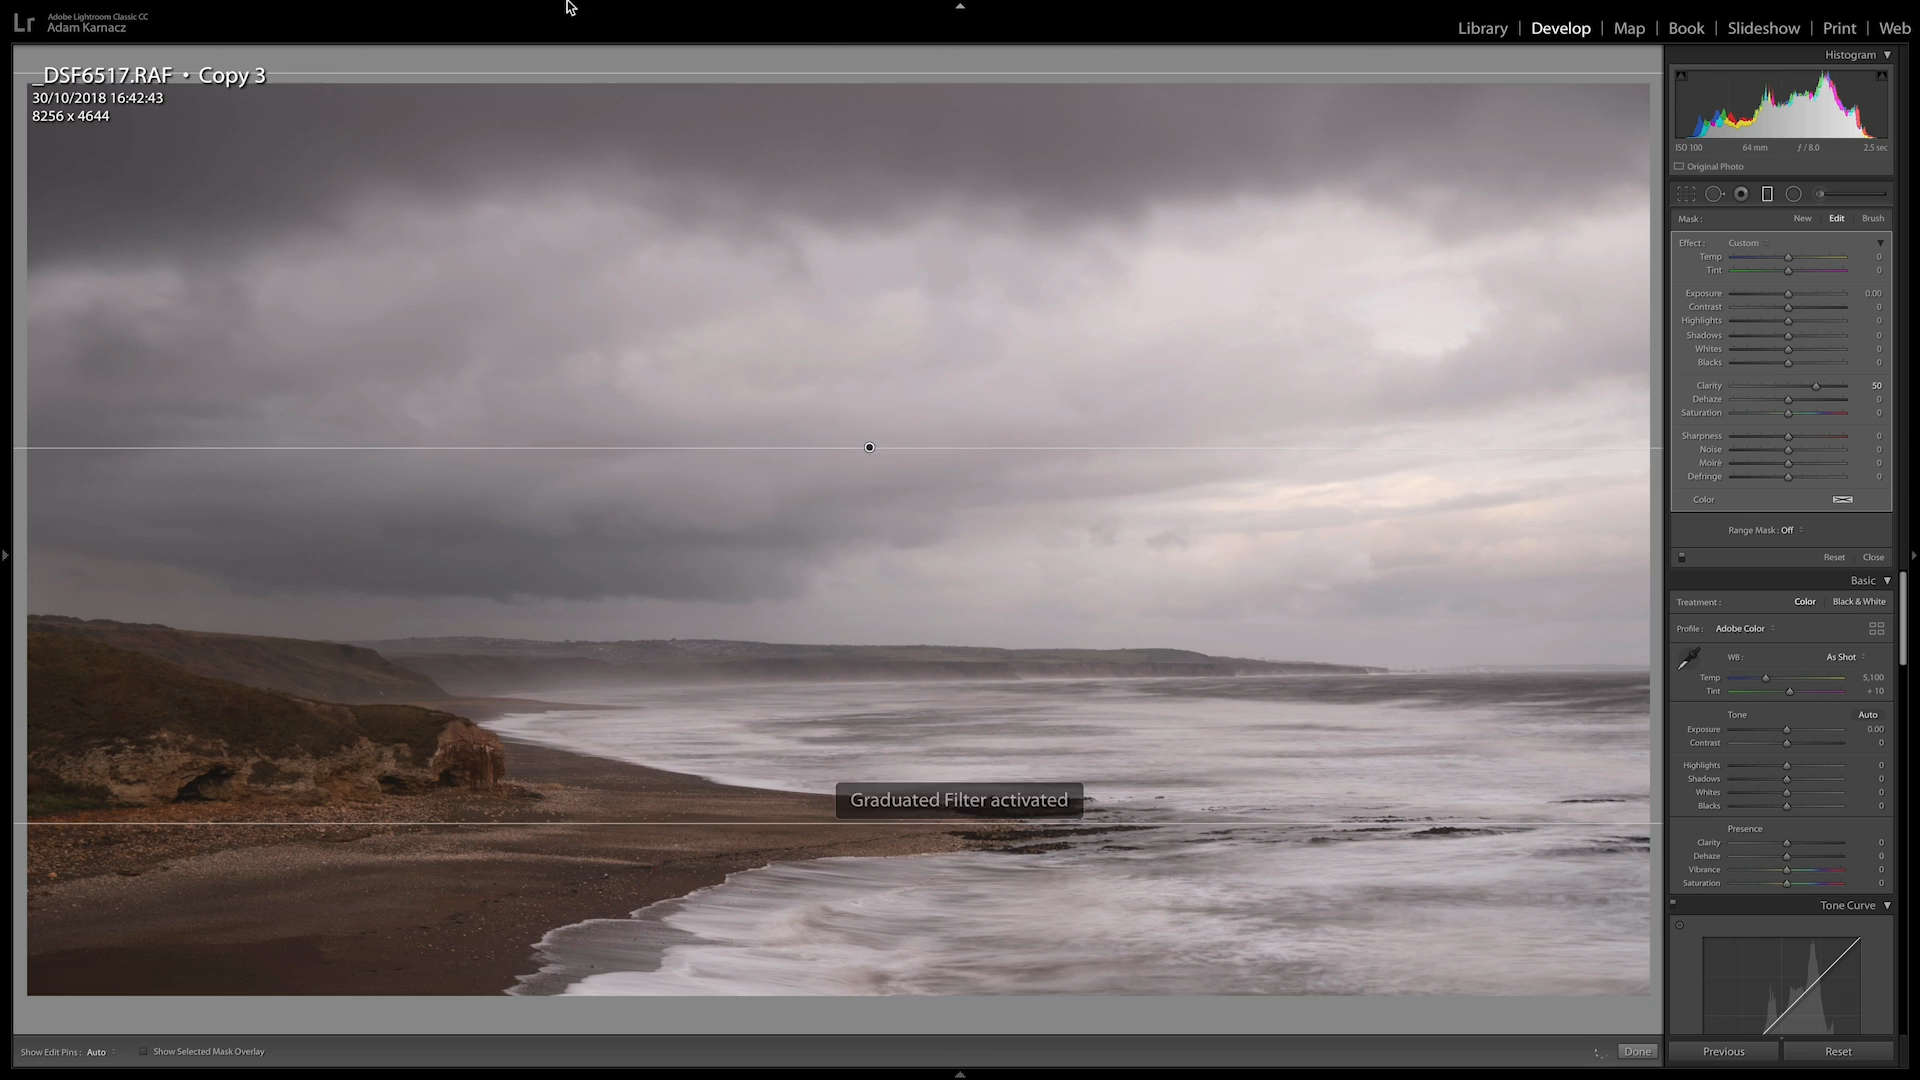 Lr
Adobe Lightroom Classic CC
Adam Karnacz
Library | Develop | Map | Book | Slideshow | Print | Web
_DSF6517.RAF • Copy 3
30/10/2018 16:42:43
8256 x 4644
Histogram
ISO 100 64 mm ƒ / 8.0 2.5 sec
Original Photo
Mask : New Edit Brush
Effect : Custom
Temp 0
Tint 0
Exposure 0.00
Contrast 0
Highlights 0
Shadows 0
Whites 0
Blacks 0
Clarity 50
Dehaze 0
Saturation 0
Sharpness 0
Noise 0
Moiré 0
Defringe 0
Color
Range Mask : Off
Reset Close
Basic
Treatment : Color Black & White
Profile : Adobe Color
WB : As Shot
Temp 5,100
Tint + 10
Tone Auto
Exposure 0.00
Contrast 0
Highlights 0
Shadows 0
Whites 0
Blacks 0
Presence
Clarity 0
Dehaze 0
Vibrance 0
Saturation 0
Tone Curve
Graduated Filter activated
Show Edit Pins : Auto Show Selected Mask Overlay
Done
Previous Reset